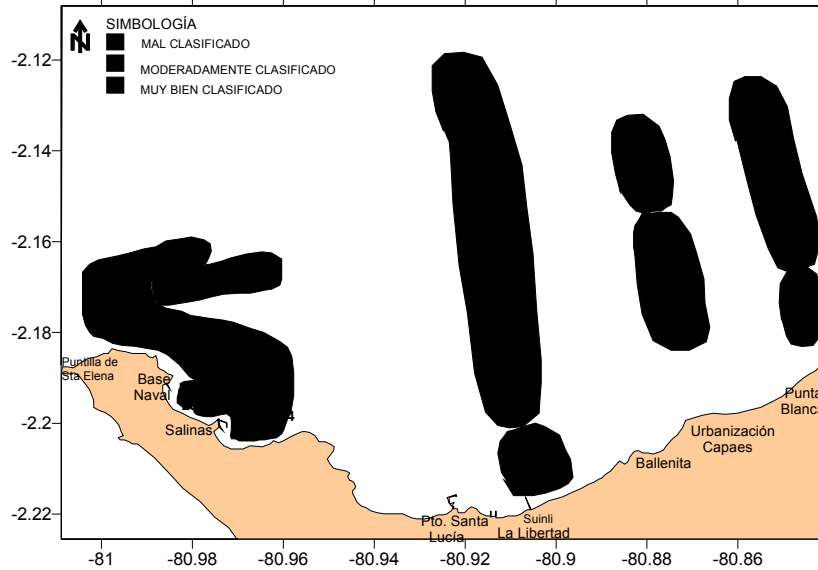 N
SIMBOLOGÍA
MAL CLASIFICADO
MODERADAMENTE CLASIFICADO
MUY BIEN CLASIFICADO
-2.12
-2.14
-2.16
-2.18
-2.2
-2.22
Puntilla de
Sta Elena
Base
Naval
Salinas
4
Punta
Blanca
Urbanización
Capaes
Ballenita
Pto. Santa
Lucía
Suinli
La Libertad
-81
-80.98
-80.96
-80.94
-80.92
-80.9
-80.88
-80.86